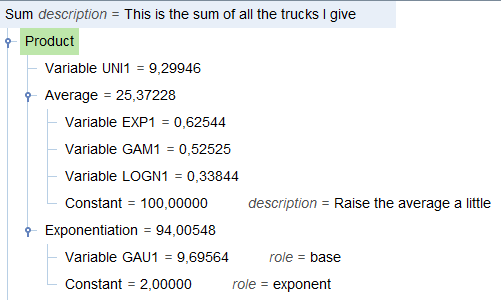 Sum description = This is the sum of all the trucks I give
Product
Variable UNI1 = 9,29946
Average = 25,37228
Variable EXP1 = 0,62544
Variable GAM1 = 0,52525
Variable LOGN1 = 0,33844
Constant = 100,00000 description = Raise the average a little
Exponentiation = 94,00548
Variable GAU1 = 9,69564 role = base
Constant = 2,00000 role = exponent